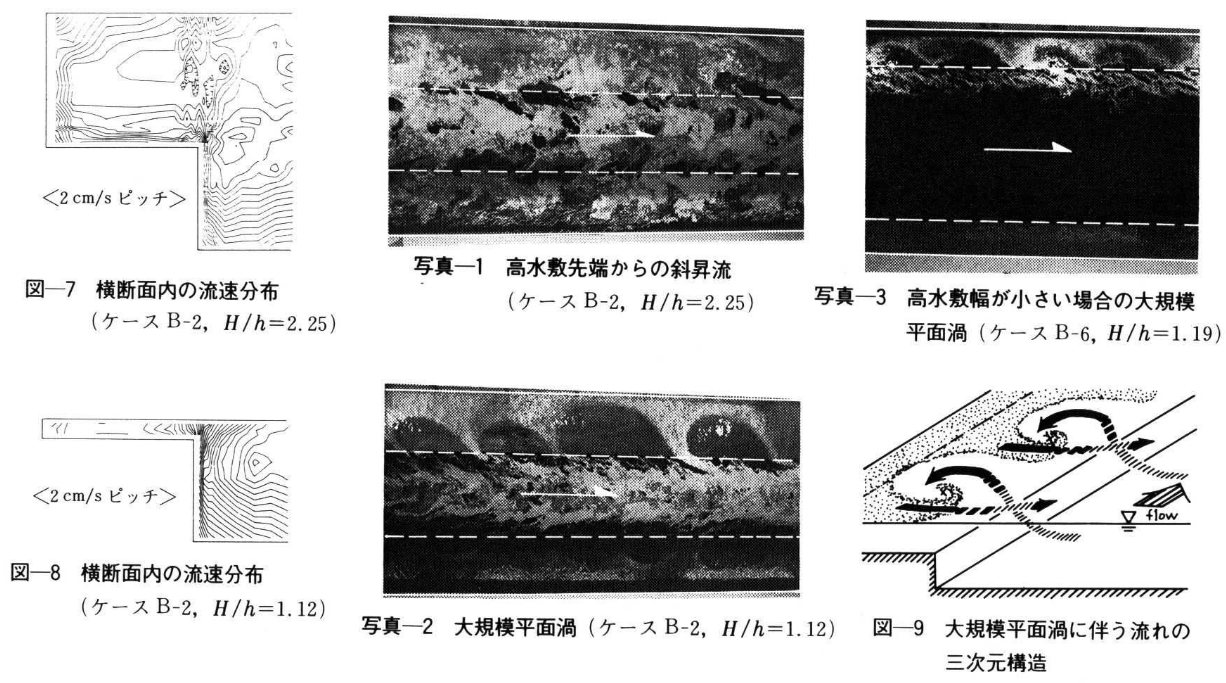 <2 cm/s ピッチ>
図―7 横断面内の流速分布
(ケース B-2, H/h=2.25)
写真―1 高水敷先端からの斜昇流
(ケース B-2, H/h=2.25)
写真―3 高水敷幅が小さい場合の大規模
平面渦 (ケース B-6, H/h=1.19)
<2 cm/s ピッチ>
図―8 横断面内の流速分布
(ケース B-2, H/h=1.12)
写真―2 大規模平面渦 (ケース B-2, H/h=1.12)
flow
図―9 大規模平面渦に伴う流れの
三次元構造